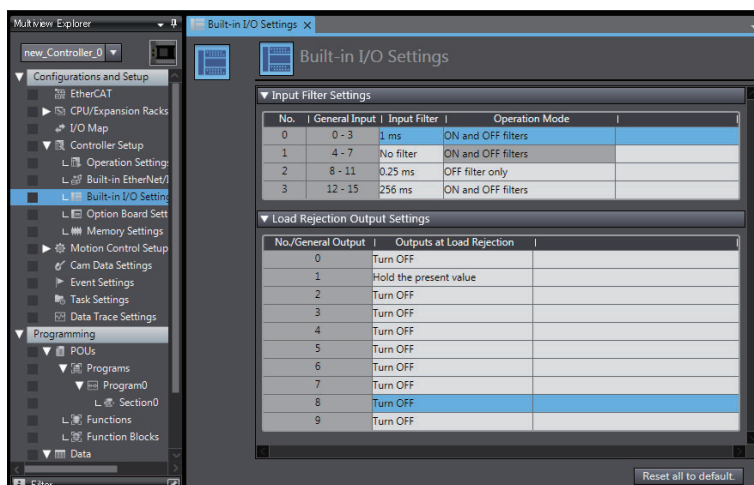 Multiview Explorer
new_Controller_0
Configurations and Setup
EtherCAT
CPU/Expansion Racks
I/O Map
Controller Setup
Operation Settings
Built-in EtherNet/I
Built-in I/O Setting
Option Board Sett
Memory Settings
Motion Control Setup
Cam Data Settings
Event Settings
Task Settings
Data Trace Settings
Programming
POUs
Programs
Program0
Section0
Functions
Function Blocks
Data
Filter
Built-in I/O Settings
Built-in I/O Settings
Input Filter Settings
No. General Input Input Filter Operation Mode
0 0 - 3 1 ms ON and OFF filters
1 4 - 7 No filter ON and OFF filters
2 8 - 11 0.25 ms OFF filter only
3 12 - 15 256 ms ON and OFF filters
Load Rejection Output Settings
No./General Output Outputs at Load Rejection
0 Turn OFF
1 Hold the present value
2 Turn OFF
3 Turn OFF
4 Turn OFF
5 Turn OFF
6 Turn OFF
7 Turn OFF
8 Turn OFF
9 Turn OFF
Reset all to default.